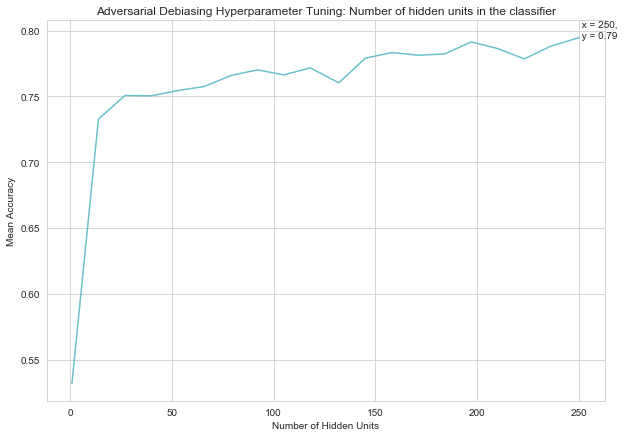 Adversarial Debiasing Hyperparameter Tuning: Number of hidden units in the classifier
x = 250,
y = 0.79
0.80
0.75
0.70
0.65
0.60
0.55
Mean Accuracy
0
50
100
150
200
250
Number of Hidden Units